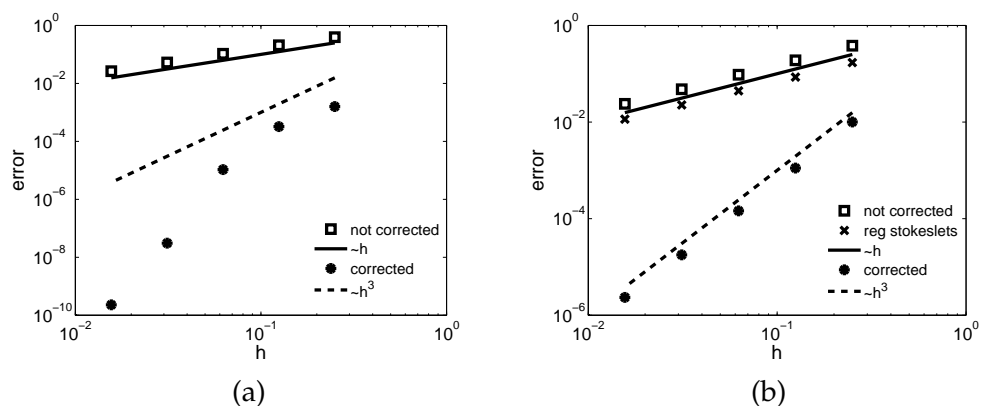 10^0
10^−2
10^−4
10^−6
10^−8
10^−10
error
not corrected
~h
corrected
~h^3
10^−2
10^−1
10^0
h
(a)
10^0
10^−2
10^−4
10^−6
error
not corrected
reg stokeslets
~h
corrected
~h^3
10^−2
10^−1
10^0
h
(b)